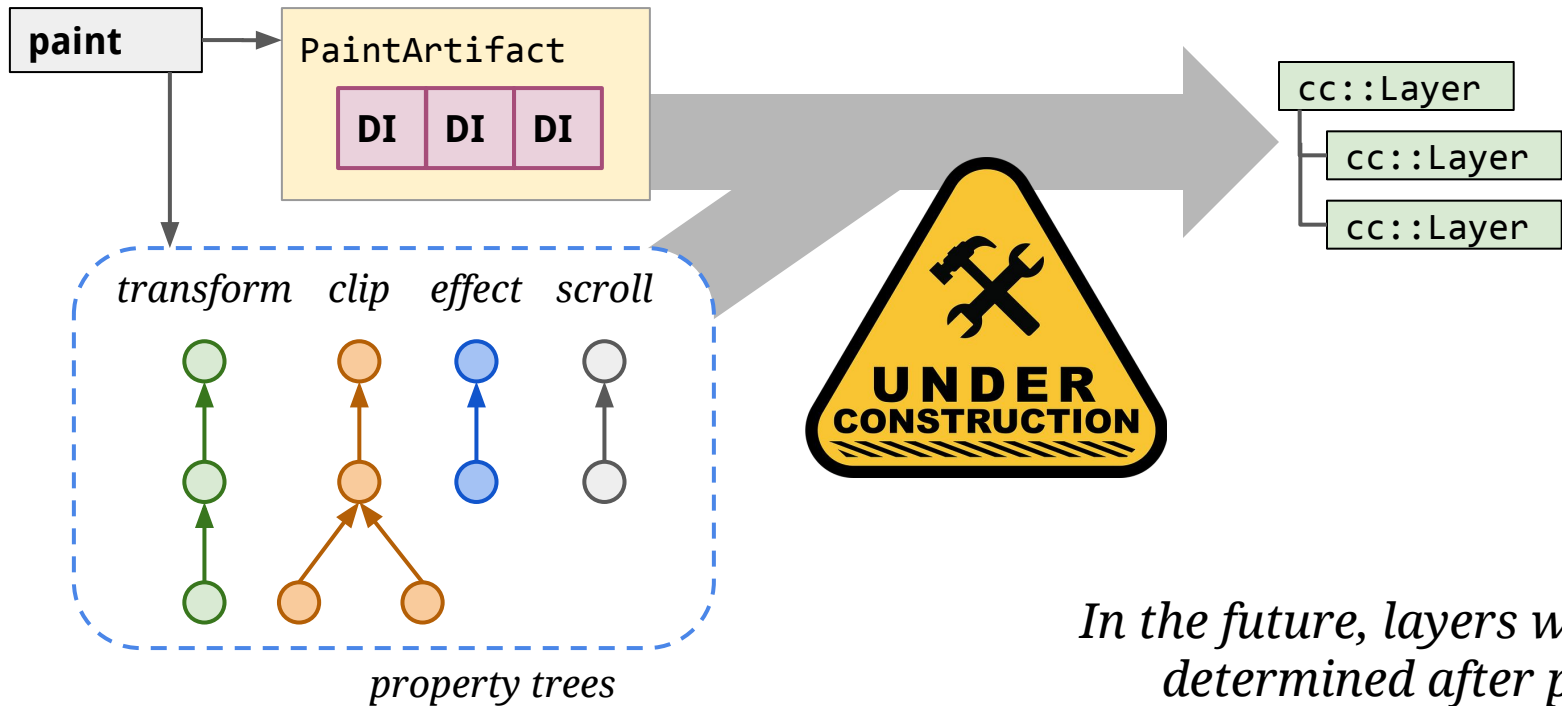 paint
PaintArtifact
DI DI DI
cc::Layer
cc::Layer
cc::Layer
transform clip effect scroll
UNDER
CONSTRUCTION
property trees
In the future, layers
determined after